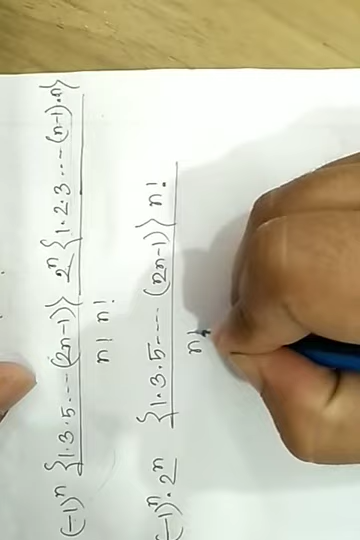 (-1)ⁿ {1·3·5·--- (2n-1)} 2ⁿ {1·2·3 ---- (n-1)·n}
n! n!
(-1)ⁿ·2ⁿ {1·3·5---- (2n-1)} n!
n!